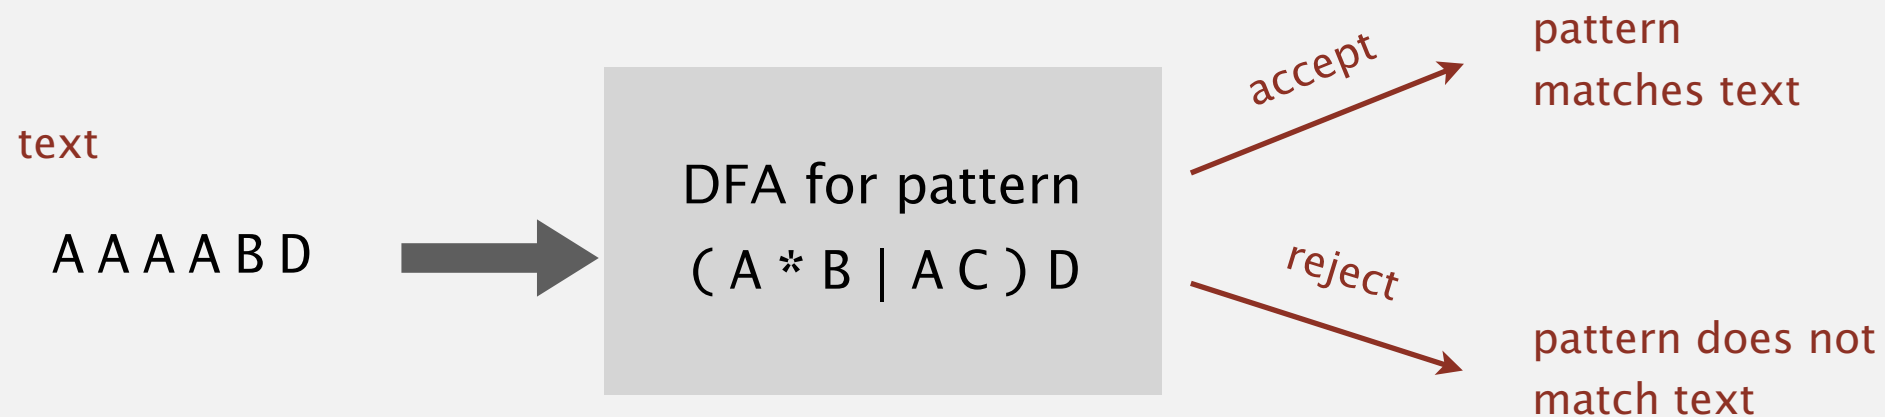 text
A A A A B D
DFA for pattern
( A * B | A C ) D
accept
pattern
matches text
reject
pattern does not
match text